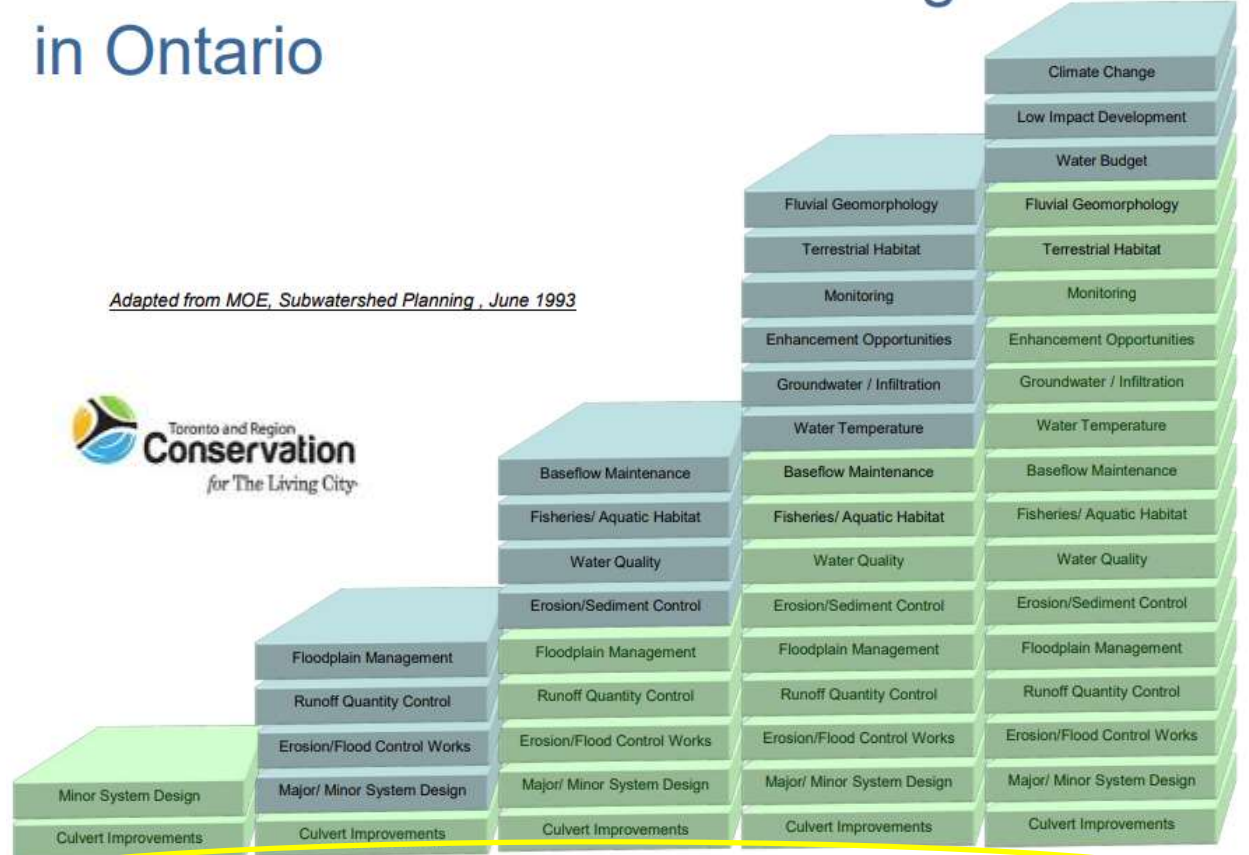 in Ontario
Adapted from MOE, Subwatershed Planning , June 1993
Toronto and Region
Conservation
for The Living City
Minor System Design
Culvert Improvements
Floodplain Management
Runoff Quantity Control
Erosion/Flood Control Works
Major/ Minor System Design
Culvert Improvements
Baseflow Maintenance
Fisheries/ Aquatic Habitat
Water Quality
Erosion/Sediment Control
Floodplain Management
Runoff Quantity Control
Erosion/Flood Control Works
Major/ Minor System Design
Culvert Improvements
Fluvial Geomorphology
Terrestrial Habitat
Monitoring
Enhancement Opportunities
Groundwater / Infiltration
Water Temperature
Baseflow Maintenance
Fisheries/ Aquatic Habitat
Water Quality
Erosion/Sediment Control
Floodplain Management
Runoff Quantity Control
Erosion/Flood Control Works
Major/ Minor System Design
Culvert Improvements
Climate Change
Low Impact Development
Water Budget
Fluvial Geomorphology
Terrestrial Habitat
Monitoring
Enhancement Opportunities
Groundwater / Infiltration
Water Temperature
Baseflow Maintenance
Fisheries/ Aquatic Habitat
Water Quality
Erosion/Sediment Control
Floodplain Management
Runoff Quantity Control
Erosion/Flood Control Works
Major/ Minor System Design
Culvert Improvements